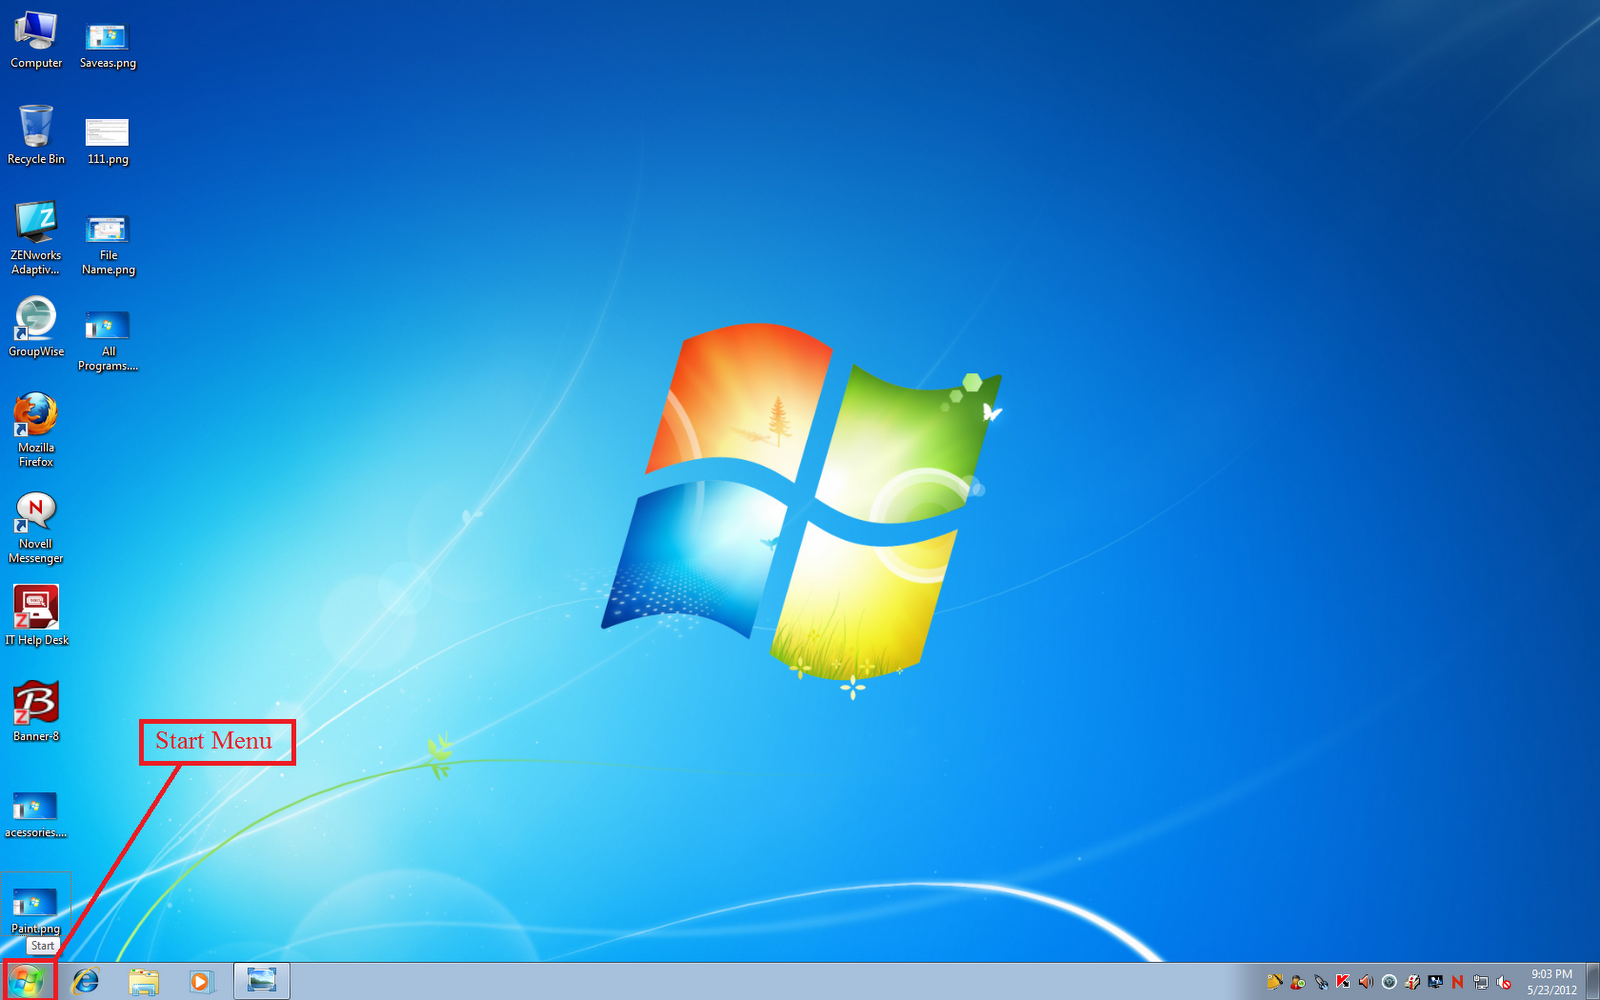 Computer
Saveas.png
Recycle Bin
111.png
ZENworks
Adaptiv...
File
Name.png
GroupWise
All
Programs....
Mozilla
Firefox
N
Novell
Messenger
IT Help Desk
Banner-8
Start Menu
acessories....
Paint.png
Start
9:03 PM
5/23/2012